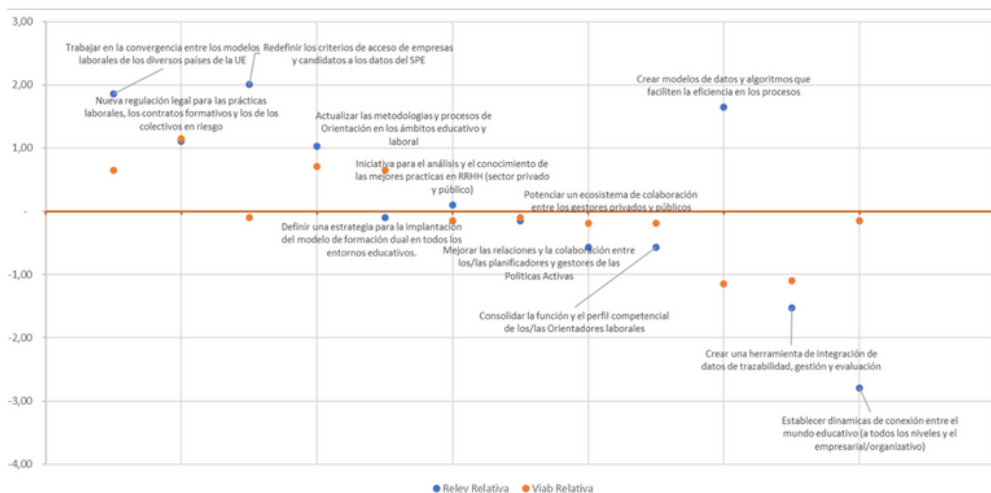 3,00
Trabajar en la convergencia entre los modelos
laborales de los diversos países de la UE
Redefinir los criterios de acceso de empresas
y candidatos a los datos del SPE
2,00
Crear modelos de datos y algoritmos que
faciliten la eficiencia en los procesos
Nueva regulación legal para las prácticas
laborales, los contratos formativos y los de los
colectivos en riesgo
Actualizar las metodologias y procesos de
Orientación en los ámbitos educativo y
laboral
1,00
Iniciativa para el análisis y el conocimiento de
las mejores practicas en RRHH (sector privado
y público)
Potenciar un ecosistema de colaboración
entre los gestores privados y públicos
-
Definir una estrategia para la implantación
del modelo de formación dual en todos los
entornos educativos.
Mejorar las relaciones y la colaboración entre
los/las planificadores y gestores de las
Políticas Activas
-1,00
Consolidar la función y el perfil competencial
de los/las Orientadores laborales
-2,00
Crear una herramienta de integración de
datos de trazabilidad, gestión y evaluación
-3,00
Establecer dinamicas de conexión entre el
mundo educativo (a todos los niveles y el
empresarial/organizativo)
-4,00
Relev Relativa
Viab Relativa